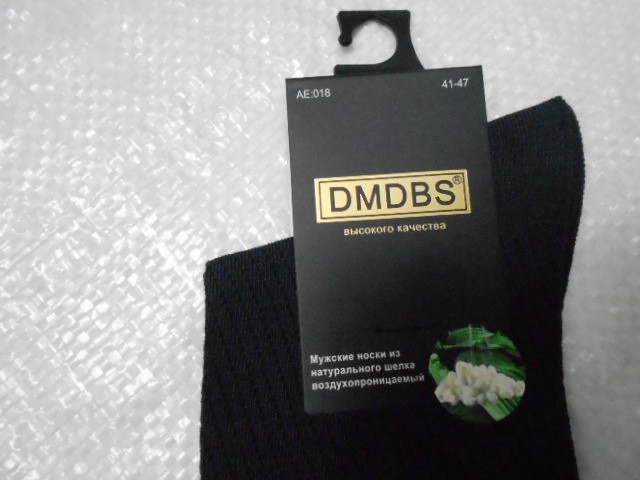 AE:018 41-47
DMDBS®
высокого качества
Мужские носки из
натурального шелка
воздухопроницаемый